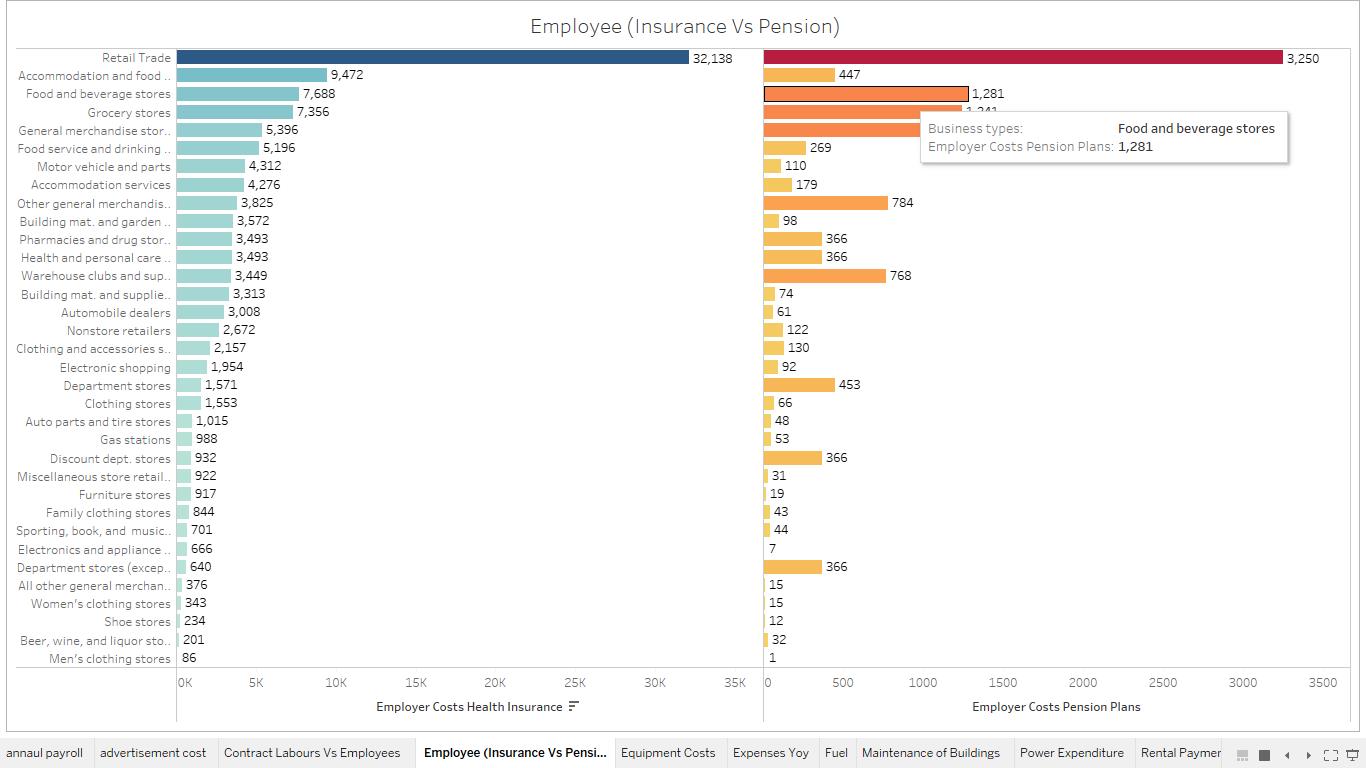 Employee (Insurance Vs Pension)
Retail Trade 32,138 3,250
Accommodation and food .. 9,472 447
Food and beverage stores 7,688 1,281
Grocery stores 7,356
General merchandise stor.. 5,396
Business types: Food and beverage stores
Employer Costs Pension Plans: 1,281
Food service and drinking .. 5,196 269
Motor vehicle and parts 4,312 110
Accommodation services 4,276 179
Other general merchandis.. 3,825 784
Building mat. and garden .. 3,572 98
Pharmacies and drug stor.. 3,493 366
Health and personal care .. 3,493 366
Warehouse clubs and sup.. 3,449 768
Building mat. and supplie.. 3,313 74
Automobile dealers 3,008 61
Nonstore retailers 2,672 122
Clothing and accessories s.. 2,157 130
Electronic shopping 1,954 92
Department stores 1,571 453
Clothing stores 1,553 66
Auto parts and tire stores 1,015 48
Gas stations 988 53
Discount dept. stores 932 366
Miscellaneous store retail.. 922 31
Furniture stores 917 19
Family clothing stores 844 43
Sporting, book, and music.. 701 44
Electronics and appliance .. 666 7
Department stores (excep.. 640 366
All other general merchan.. 376 15
Women's clothing stores 343 15
Shoe stores 234 12
Beer, wine, and liquor sto.. 201 32
Men's clothing stores 86 1
0K 5K 10K 15K 20K 25K 30K 35K 0 500 1000 1500 2000 2500 3000 3500
Employer Costs Health Insurance Employer Costs Pension Plans
annaul payroll advertisement cost Contract Labours Vs Employees Employee (Insurance Vs Pensi... Equipment Costs Expenses Yoy Fuel Maintenance of Buildings Power Expenditure Rental Paymer